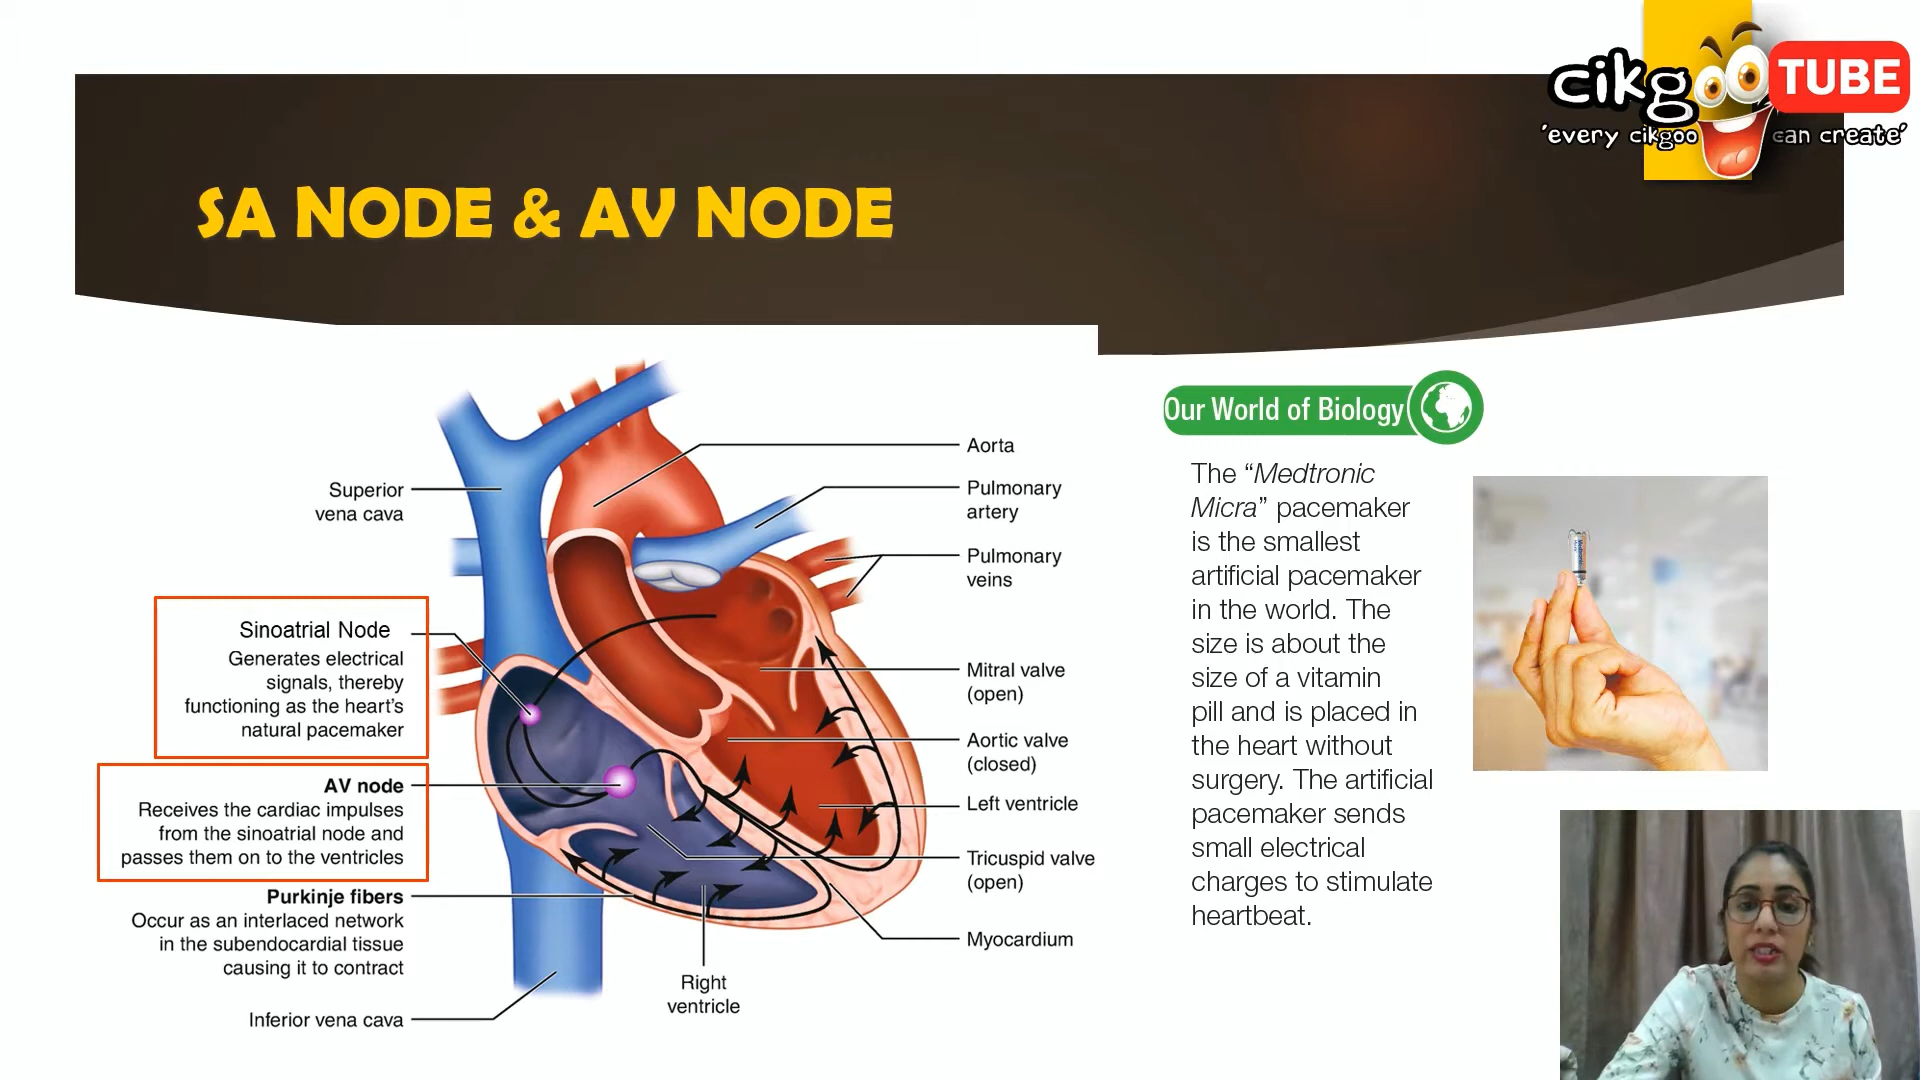 cikgoo TUBE
'every cikgoo can create'
SA NODE & AV NODE
Superior
vena cava
Sinoatrial Node
Generates electrical
signals, thereby
functioning as the heart's
natural pacemaker
AV node
Receives the cardiac impulses
from the sinoatrial node and
passes them on to the ventricles
Purkinje fibers
Occur as an interlaced network
in the subendocardial tissue
causing it to contract
Inferior vena cava
Right
ventricle
Aorta
Pulmonary
artery
Pulmonary
veins
Mitral valve
(open)
Aortic valve
(closed)
Left ventricle
Tricuspid valve
(open)
Myocardium
Our World of Biology
The “Medtronic
Micra” pacemaker
is the smallest
artificial pacemaker
in the world. The
size is about the
size of a vitamin
pill and is placed in
the heart without
surgery. The artificial
pacemaker sends
small electrical
charges to stimulate
heartbeat.